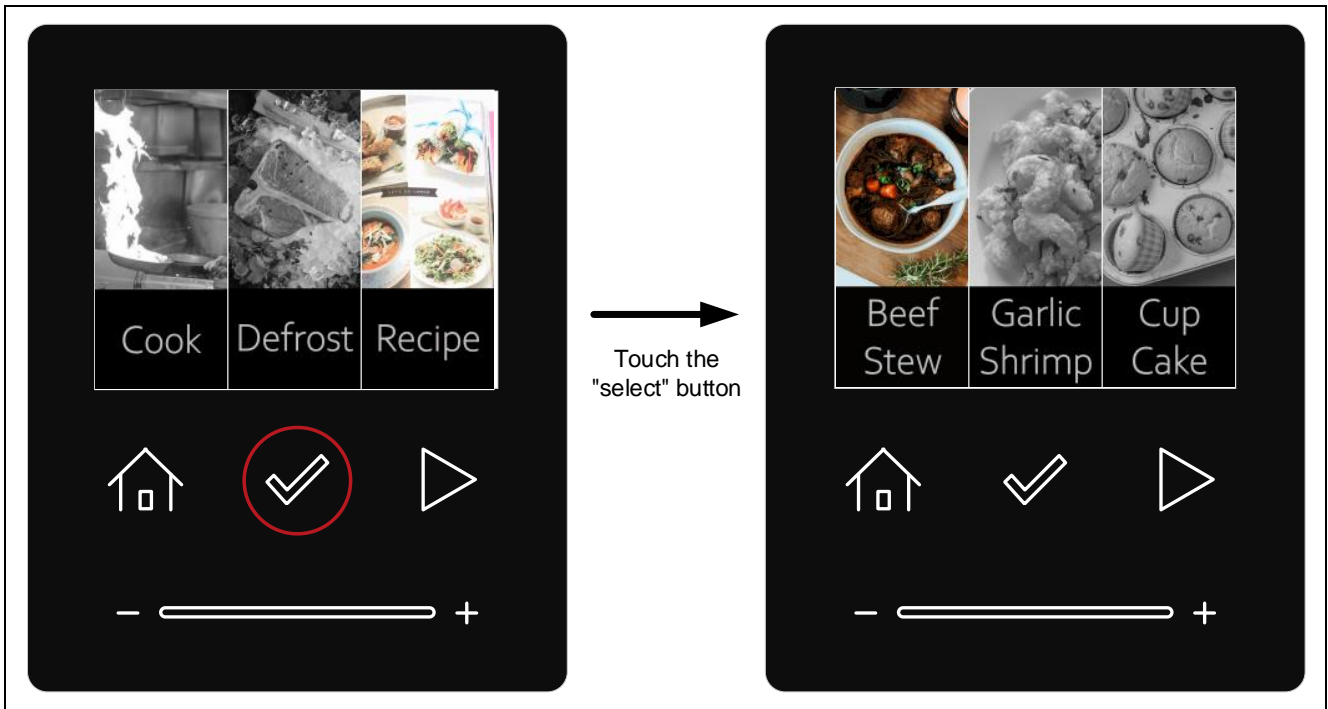 Cook
Defrost
Recipe
Touch the
"select" button
Beef
Stew
Garlic
Shrimp
Cup
Cake